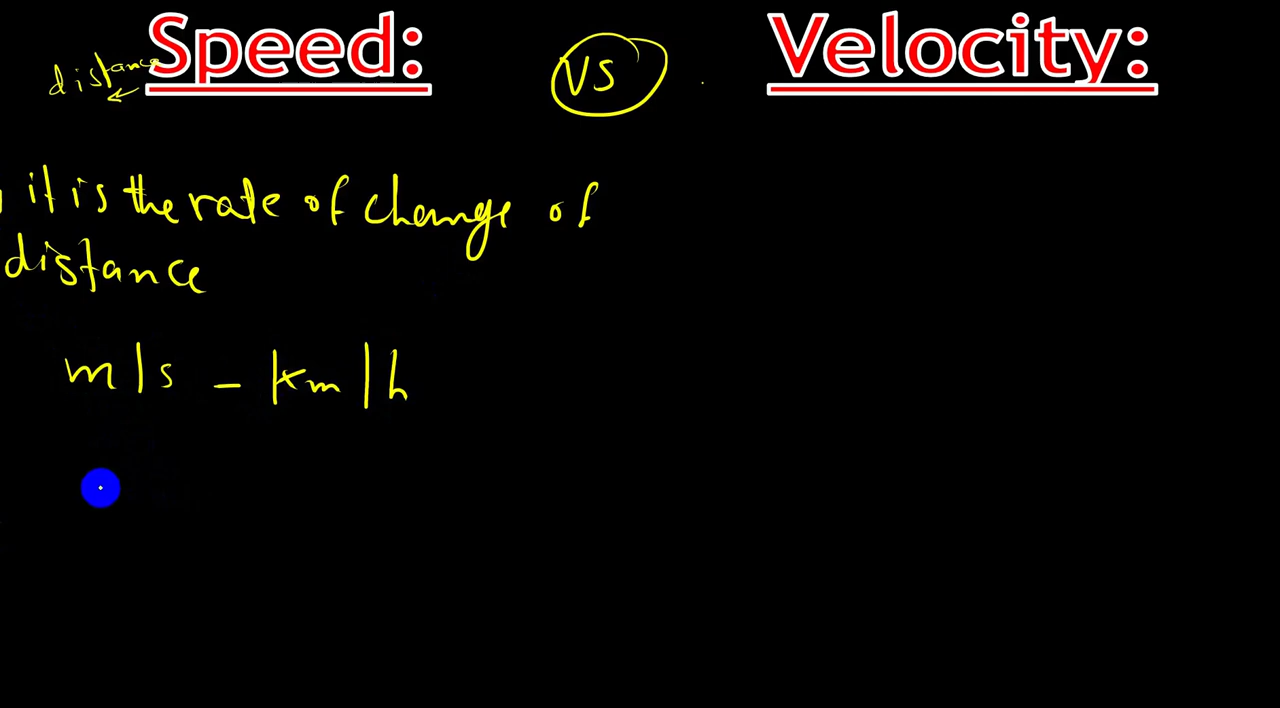 Speed:
VS
Velocity:
distance
it is the rate of change of
distance
m/s - km/h